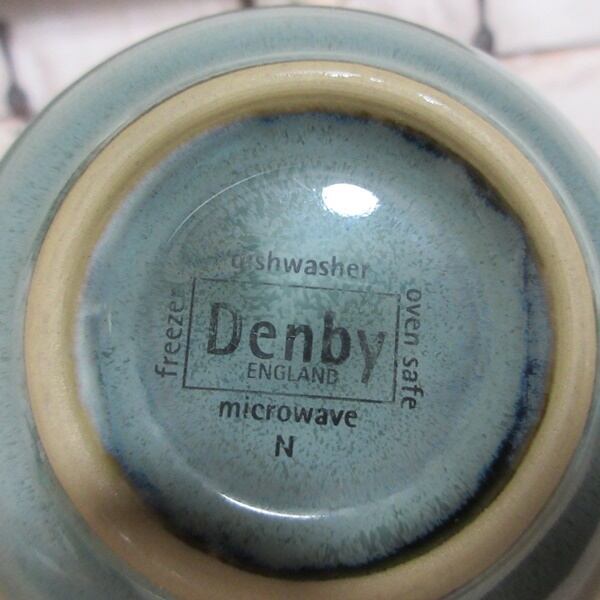 dishwasher
freezer
Denby
ENGLAND
oven safe
microwave
N